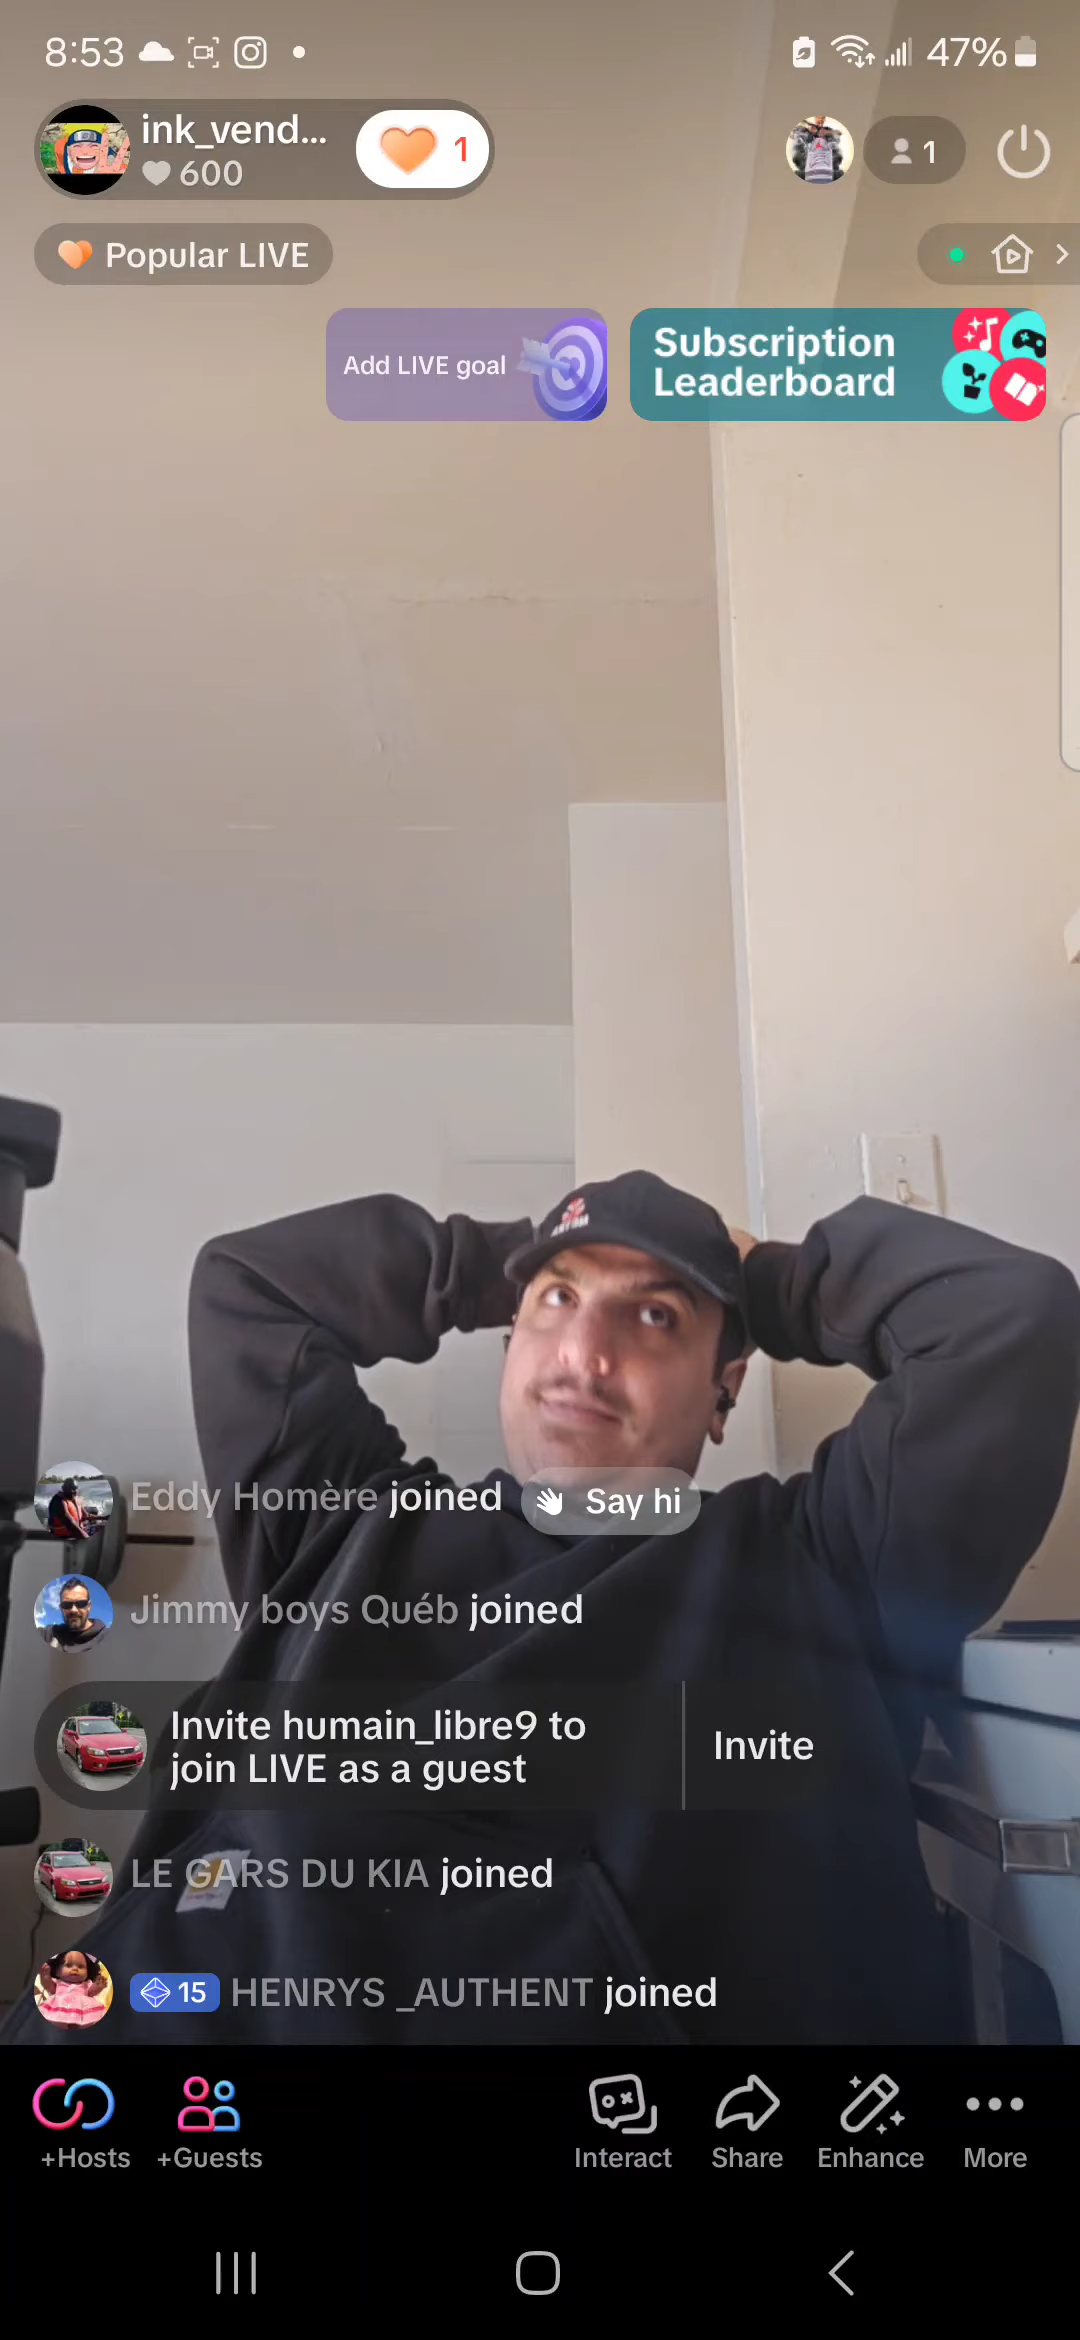 8:53
47%
ink_vend...
600
1
1
Popular LIVE
Add LIVE goal
Subscription
Leaderboard
Eddy Homère joined
Say hi
Jimmy boys Québ joined
Invite humain_libre9 to
join LIVE as a guest
Invite
LE GARS DU KIA joined
15 HENRYS _AUTHENT joined
+Hosts
+Guests
Interact
Share
Enhance
More